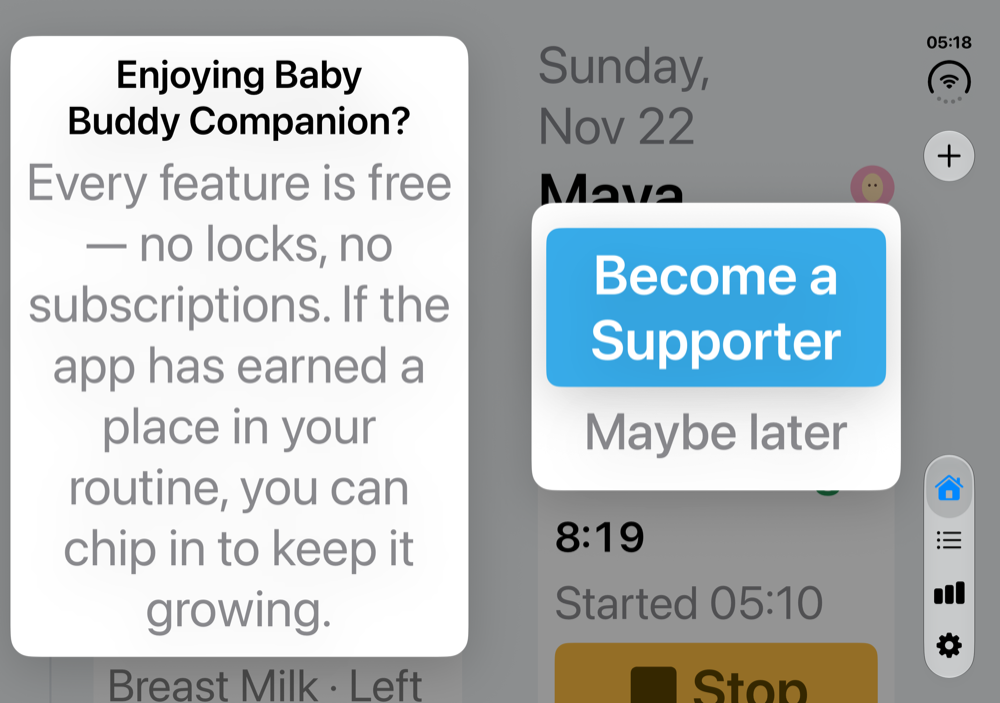 Enjoying Baby
Buddy Companion?
Every feature is free
— no locks, no
subscriptions. If the
app has earned a
place in your
routine, you can
chip in to keep it
growing.
Breast Milk · Left
Sunday,
Nov 22
Maya
Become a
Supporter
Maybe later
8:19
Started 05:10
Stop
05:18